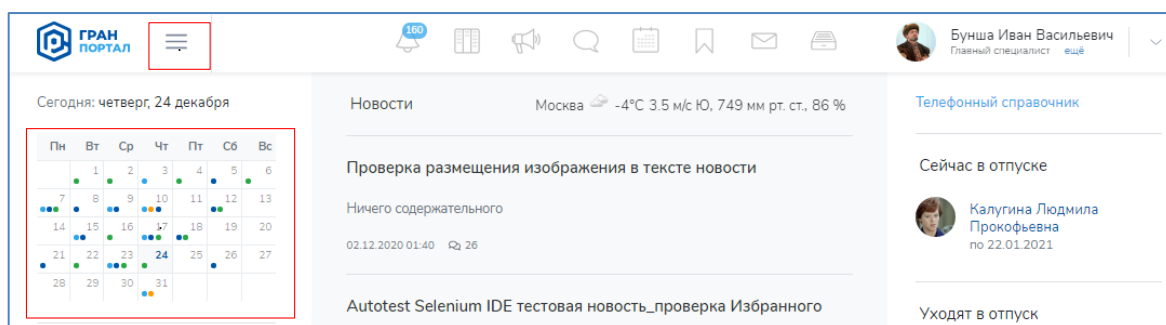 ГРАН
ПОРТАЛ
160
Бунша Иван Васильевич
Главный специалист ещё
Сегодня: четверг, 24 декабря
Пн Вт Ср Чт Пт Сб Вс
1 2 3 4 5 6
7 8 9 10 11 12 13
14 15 16 17 18 19 20
21 22 23 24 25 26 27
28 29 30 31
Новости
Москва -4°C 3.5 м/с Ю, 749 мм рт. ст., 86 %
Проверка размещения изображения в тексте новости
Ничего содержательного
02.12.2020 01:40 26
Autotest Selenium IDE тестовая новость_проверка Избранного
Телефонный справочник
Сейчас в отпуске
Калугина Людмила
Прокофьевна
по 22.01.2021
Уходят в отпуск